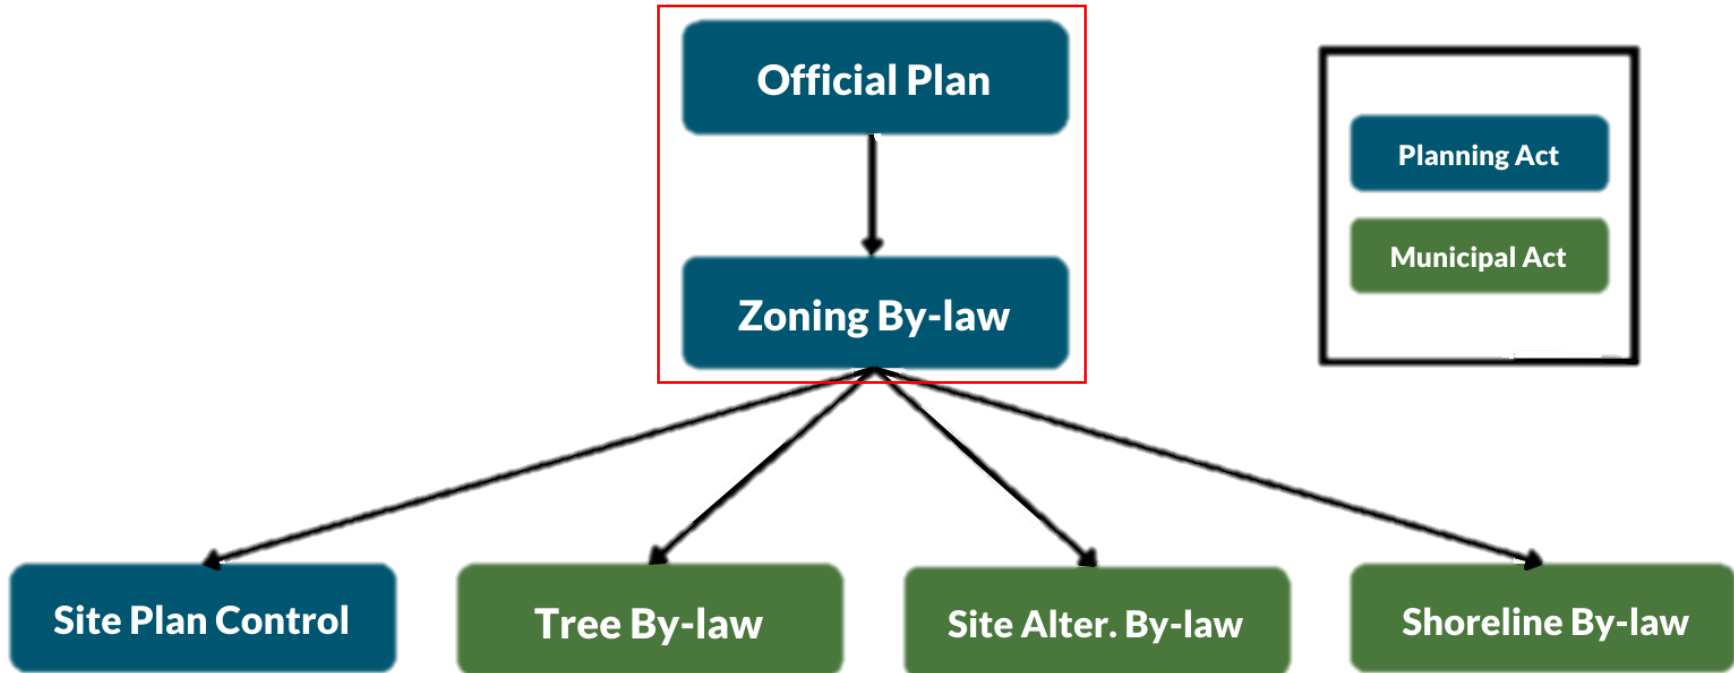 Official Plan
Planning Act
Municipal Act
Zoning By-law
Site Plan Control
Tree By-law
Site Alter. By-law
Shoreline By-law